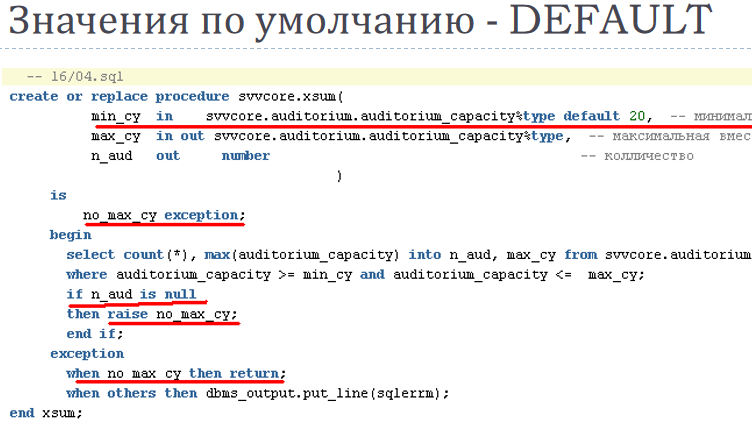 Значения по умолчанию - DEFAULT
-- 16/04.sql
create or replace procedure svvcore.xsum(
min_cy in svvcore.auditorium.auditorium_capacity%type default 20, -- минимал
max_cy in out svvcore.auditorium.auditorium_capacity%type, -- максимальная вмес
n_aud out number -- колличество
)
is
no_max_cy exception;
begin
select count(*), max(auditorium_capacity) into n_aud, max_cy from svvcore.auditorium
where auditorium_capacity >= min_cy and auditorium_capacity <= max_cy;
if n_aud is null
then raise no_max_cy;
end if;
exception
when no_max_cy then return;
when others then dbms_output.put_line(sqlerrm);
end xsum;